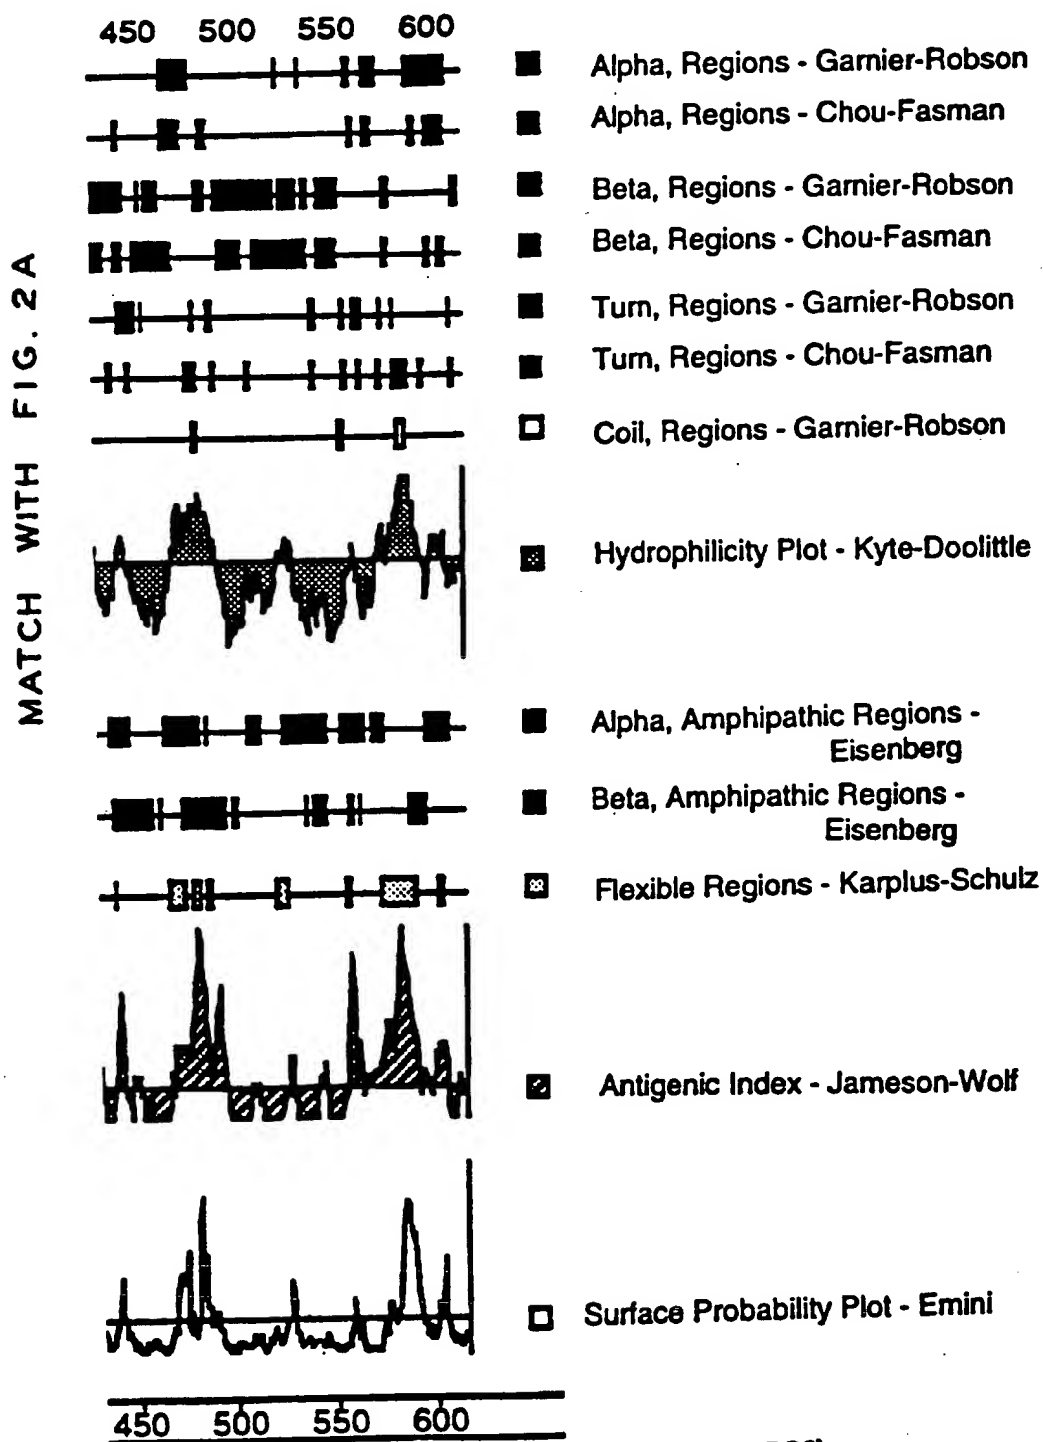 450 500 550 600
Alpha, Regions - Garnier-Robson
Alpha, Regions - Chou-Fasman
Beta, Regions - Garnier-Robson
Beta, Regions - Chou-Fasman
Turn, Regions - Garnier-Robson
Turn, Regions - Chou-Fasman
Coil, Regions - Garnier-Robson
Hydrophilicity Plot - Kyte-Doolittle
Alpha, Amphipathic Regions -
Eisenberg
Beta, Amphipathic Regions -
Eisenberg
Flexible Regions - Karplus-Schulz
Antigenic Index - Jameson-Wolf
Surface Probability Plot - Emini
450 500 550 600
MATCH WITH FIG. 2A